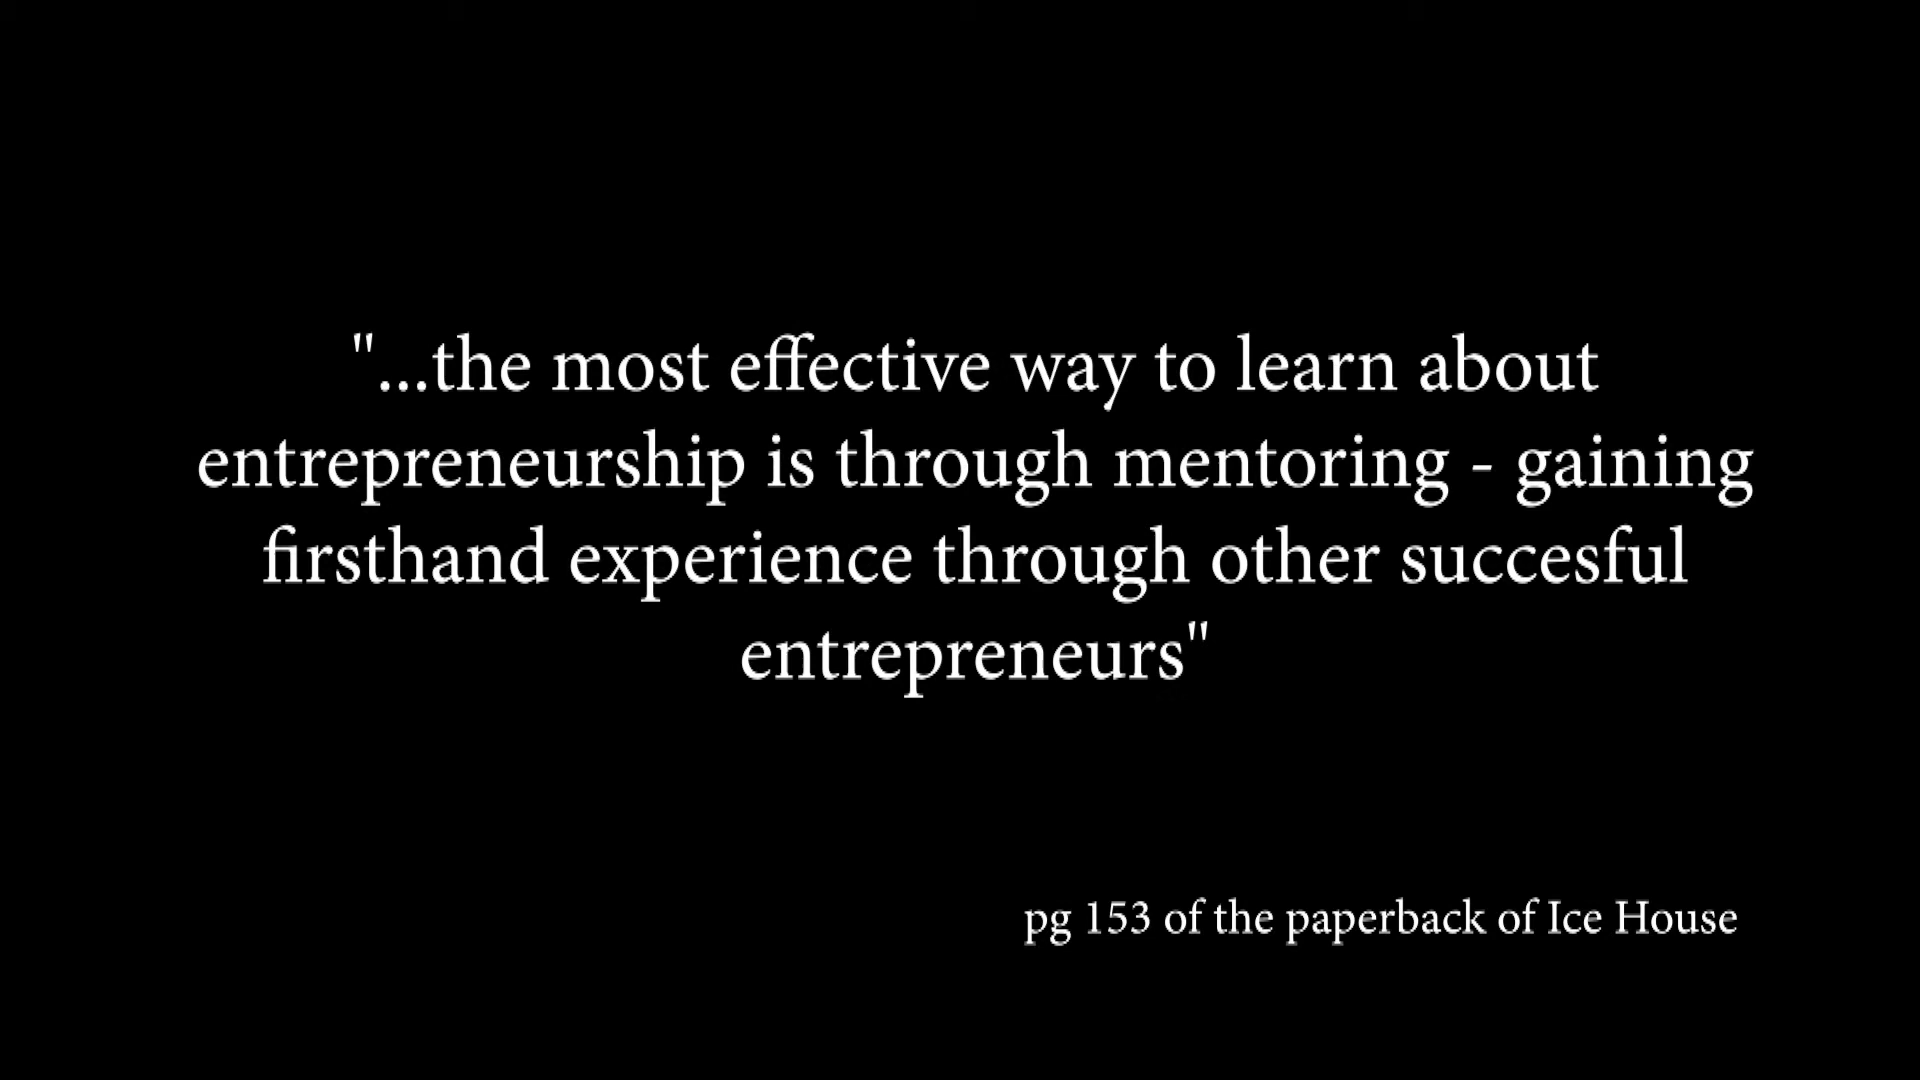 "...the most effective way to learn about
entrepreneurship is through mentoring - gaining
firsthand experience through other succesful
entrepreneurs"
pg 153 of the paperback of Ice House